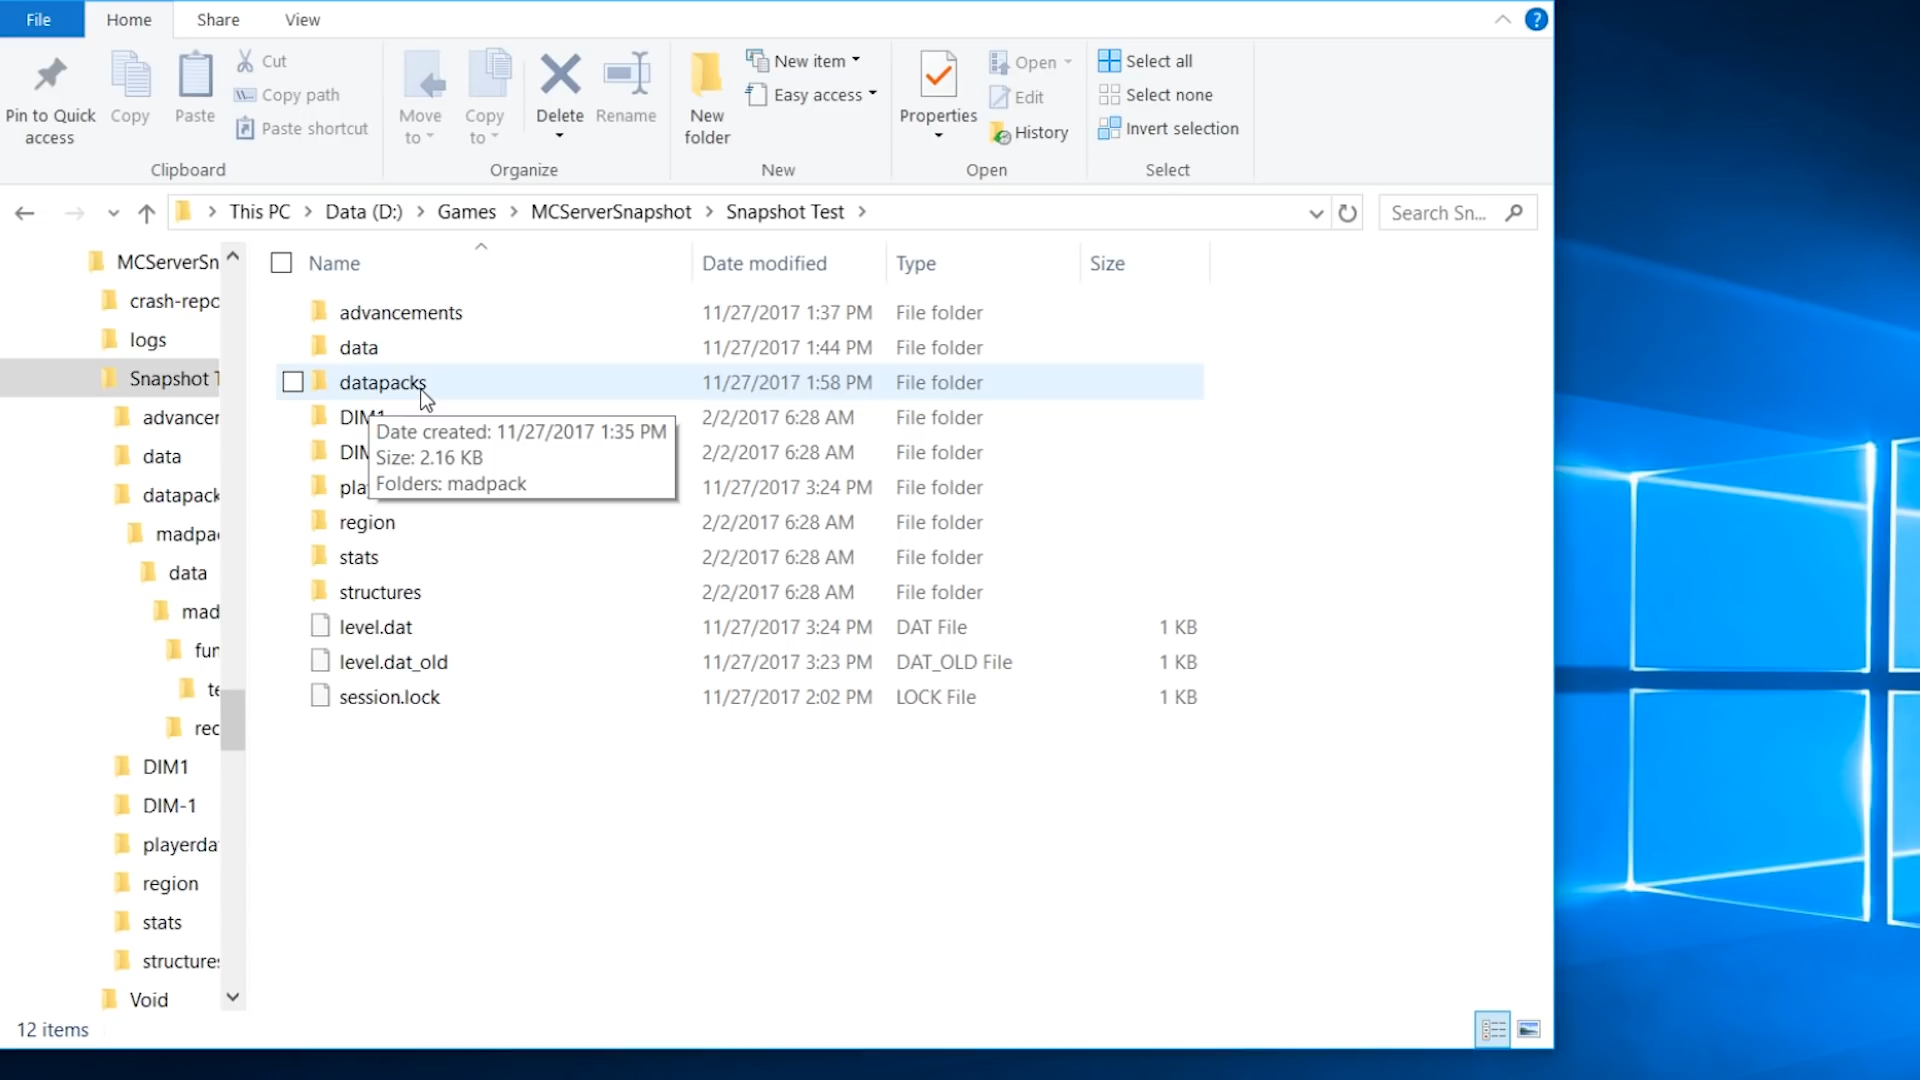 File Home Share View
Pin to Quick access
Copy
Paste
Cut
Copy path
Paste shortcut
Clipboard
Move to
Copy to
Delete
Rename
Organize
New folder
New item
Easy access
New
Properties
Open
Edit
History
Open
Select all
Select none
Invert selection
Select
This PC > Data (D:) > Games > MCServerSnapshot > Snapshot Test >
Search Sn...
MCServerSn
crash-repo
logs
Snapshot T
advancer
data
datapack
madpa
data
mad
fun
te
rec
DIM1
DIM-1
playerda
region
stats
structures
Void
Name Date modified Type Size
advancements 11/27/2017 1:37 PM File folder
data 11/27/2017 1:44 PM File folder
datapacks 11/27/2017 1:58 PM File folder
DIM1 2/2/2017 6:28 AM File folder
DIM 2/2/2017 6:28 AM File folder
pla 11/27/2017 3:24 PM File folder
region 2/2/2017 6:28 AM File folder
stats 2/2/2017 6:28 AM File folder
structures 2/2/2017 6:28 AM File folder
level.dat 11/27/2017 3:24 PM DAT File 1 KB
level.dat_old 11/27/2017 3:23 PM DAT_OLD File 1 KB
session.lock 11/27/2017 2:02 PM LOCK File 1 KB
Date created: 11/27/2017 1:35 PM
Size: 2.16 KB
Folders: madpack
12 items